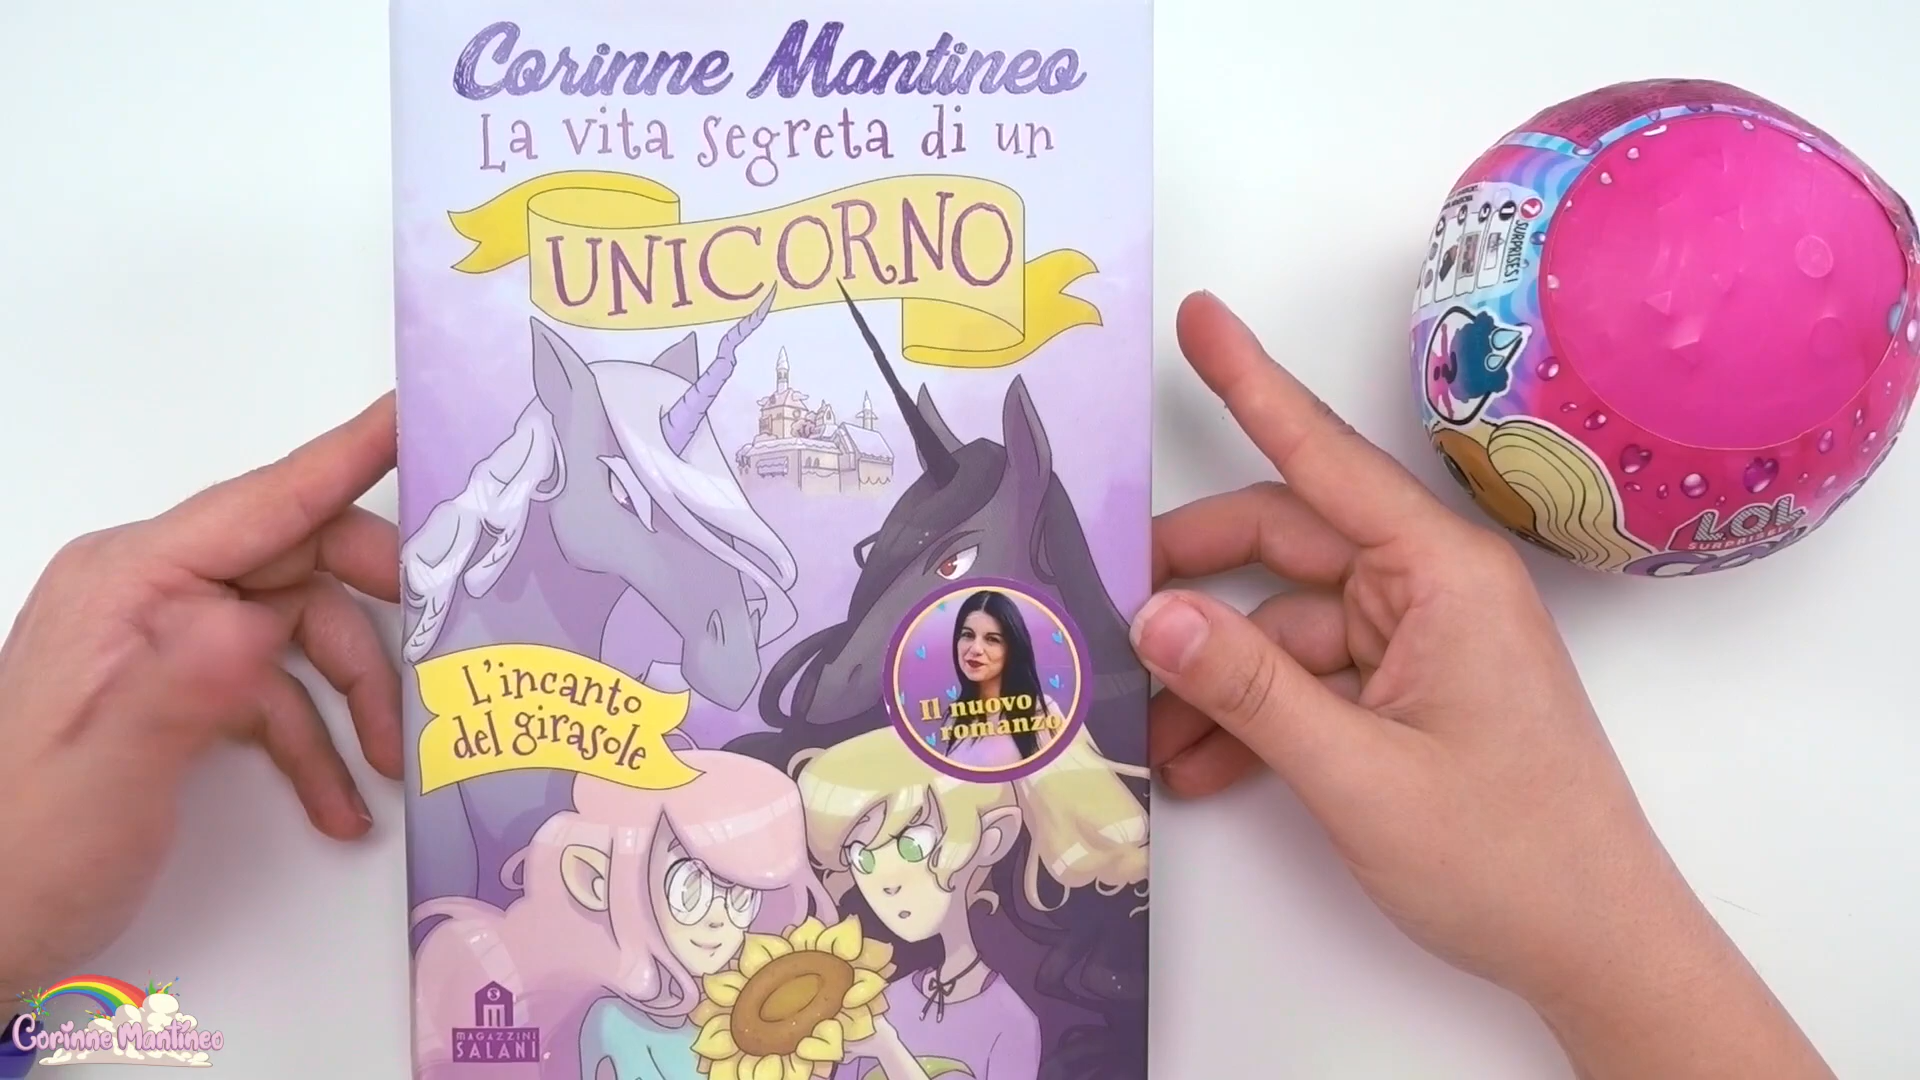 Corinne Mantineo
La vita segreta di un
UNICORNO
L'incanto
del girasole
Il nuovo
romanzo
MAGAZZINI
SALANI
SURPRISES!
L.O.L.
SURPRISE!
Corinne Mantineo